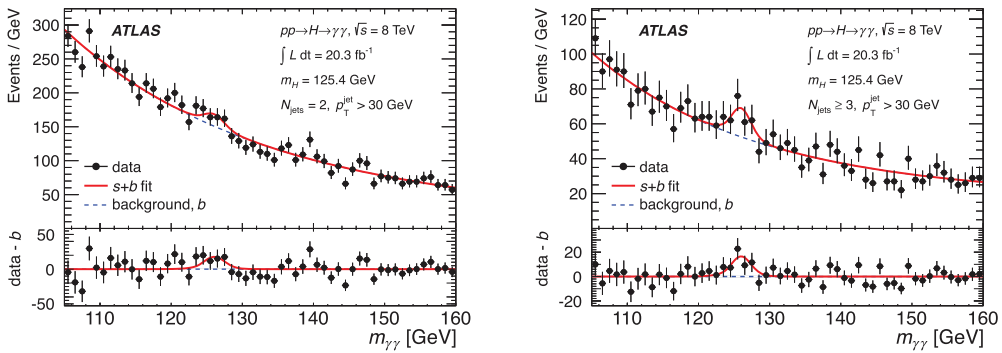 Events / GeV
300
250
200
150
100
50
ATLAS
pp→H→γγ, √s = 8 TeV
∫ L dt = 20.3 fb⁻¹
m_H = 125.4 GeV
N_jets = 2, p_T^jet > 30 GeV
data
s+b fit
background, b
data - b
50
0
-50
110 120 130 140 150 160
m_γγ [GeV]
Events / GeV
120
100
80
60
40
20
ATLAS
pp→H→γγ, √s = 8 TeV
∫ L dt = 20.3 fb⁻¹
m_H = 125.4 GeV
N_jets ≥ 3, p_T^jet > 30 GeV
data
s+b fit
background, b
data - b
20
0
-20
110 120 130 140 150 160
m_γγ [GeV]